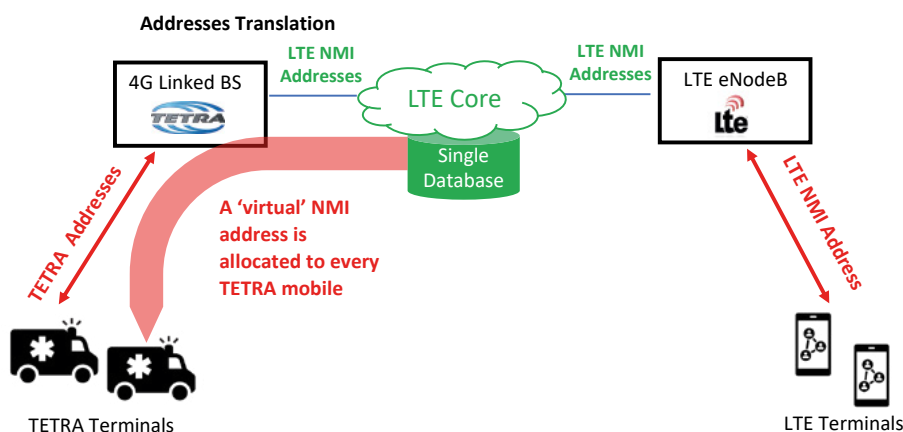 Addresses Translation
LTE NMI
Addresses
LTE NMI
Addresses
4G Linked BS
TETRA
LTE Core
LTE eNodeB
lte
Single
Database
TETRA Addresses
A ‘virtual’ NMI
address is
allocated to every
TETRA mobile
LTE NMI Address
TETRA Terminals
LTE Terminals